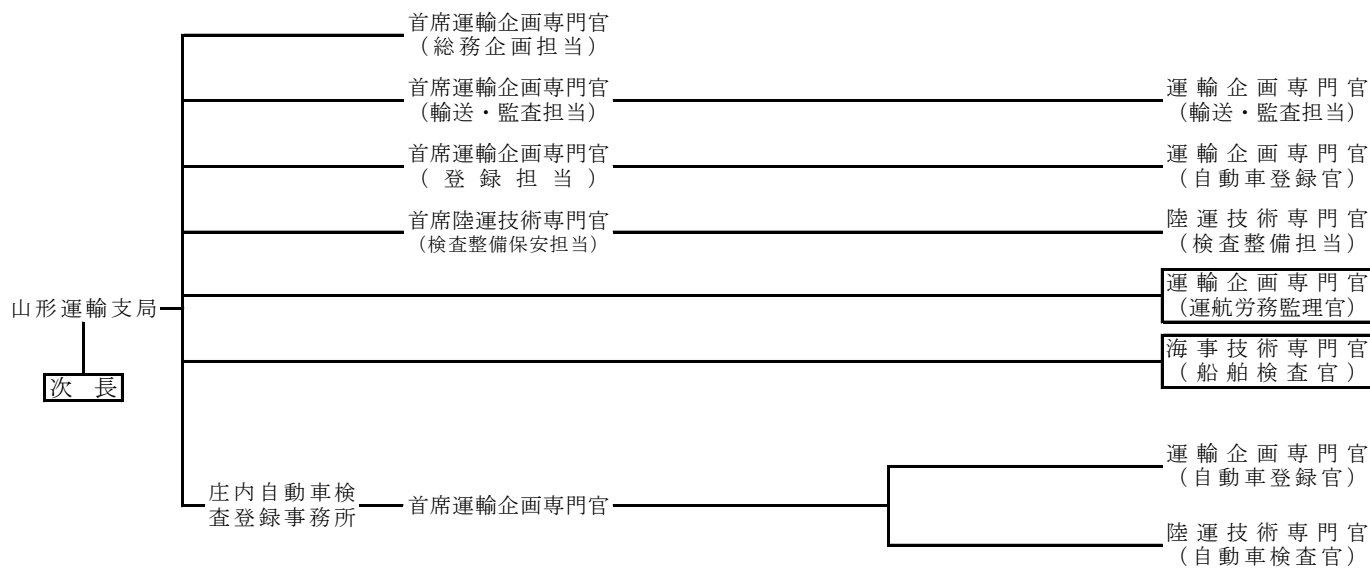 首席運輸企画専門官
（総務企画担当）
首席運輸企画専門官
（輸送・監査担当）
運輸企画専門官
（輸送・監査担当）
首席運輸企画専門官
（登録担当）
運輸企画専門官
（自動車登録官）
首席陸運技術専門官
（検査整備保安担当）
陸運技術専門官
（検査整備担当）
運輸企画専門官
（運航労務監理官）
山形運輸支局
海事技術専門官
（船舶検査官）
次長
運輸企画専門官
（自動車登録官）
庄内自動車検
査登録事務所
首席運輸企画専門官
陸運技術専門官
（自動車検査官）